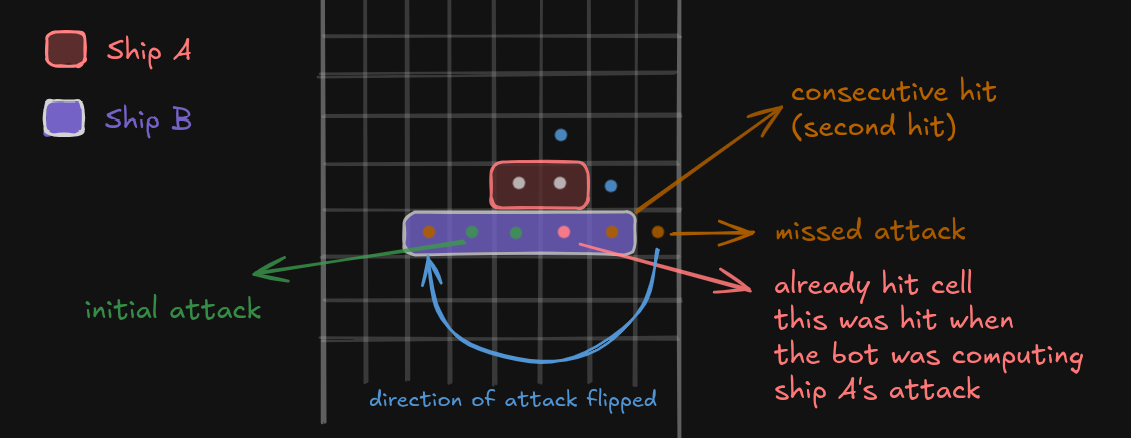 Ship A
Ship B
consecutive hit
(second hit)
missed attack
already hit cell
this was hit when
the bot was computing
ship A's attack
initial attack
direction of attack flipped